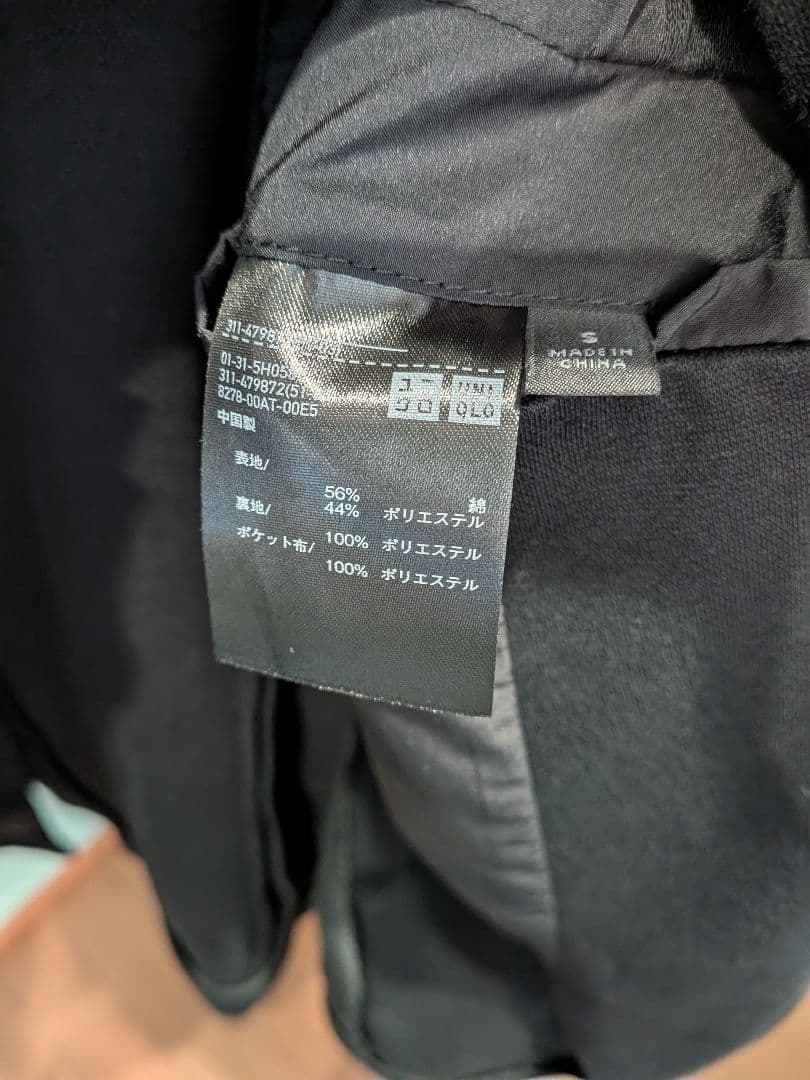 01-31-5H05
311-479872(51-
8278-00AT-00E5
中国製
ユニ
クロ
UNI
QLO
S
MADE IN
CHINA
表地/
56% 綿
44% ポリエステル
裏地/
100% ポリエステル
ポケット布/
100% ポリエステル